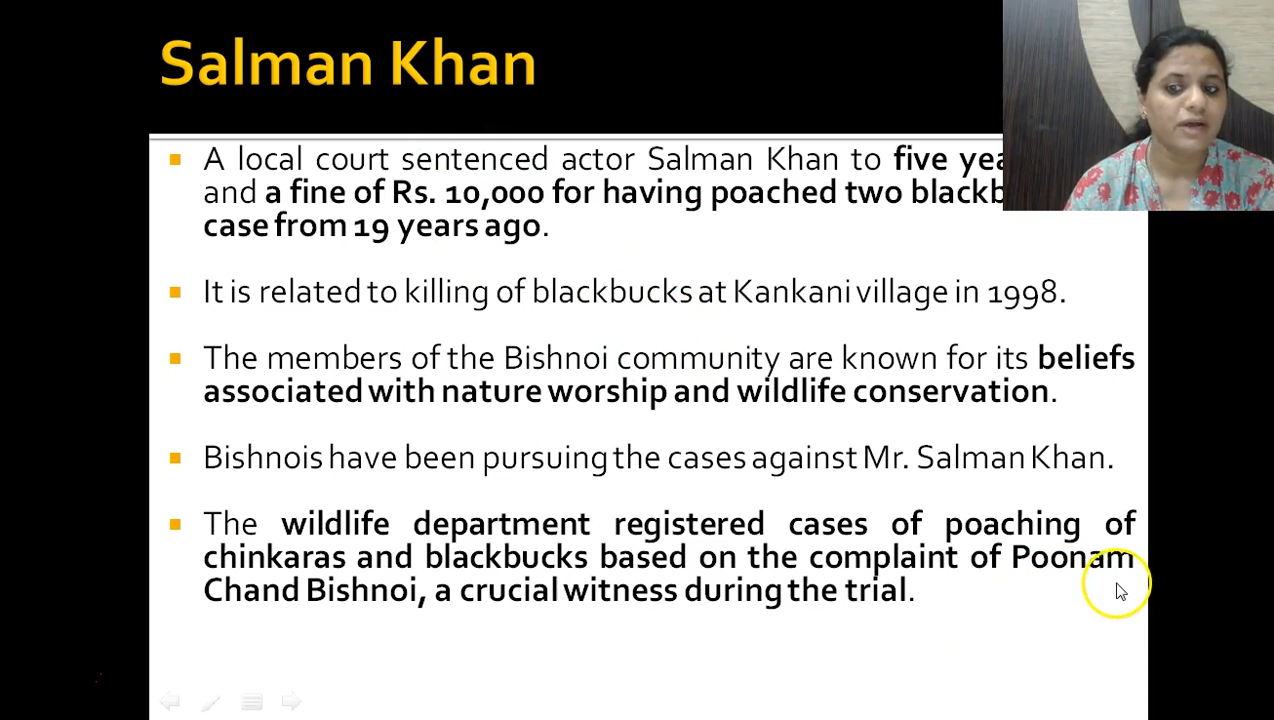 Salman Khan
A local court sentenced actor Salman Khan to five
and a fine of Rs. 10,000 for having poached two
case from 19 years ago.
It is related to killing of blackbucks at Kankani village in 1998.
The members of the Bishnoi community are known for its beliefs
associated with nature worship and wildlife conservation.
Bishnois have been pursuing the cases against Mr. Salman Khan.
The wildlife department registered cases of poaching of
chinkaras and blackbucks based on the complaint of Poonam
Chand Bishnoi, a crucial witness during the trial.